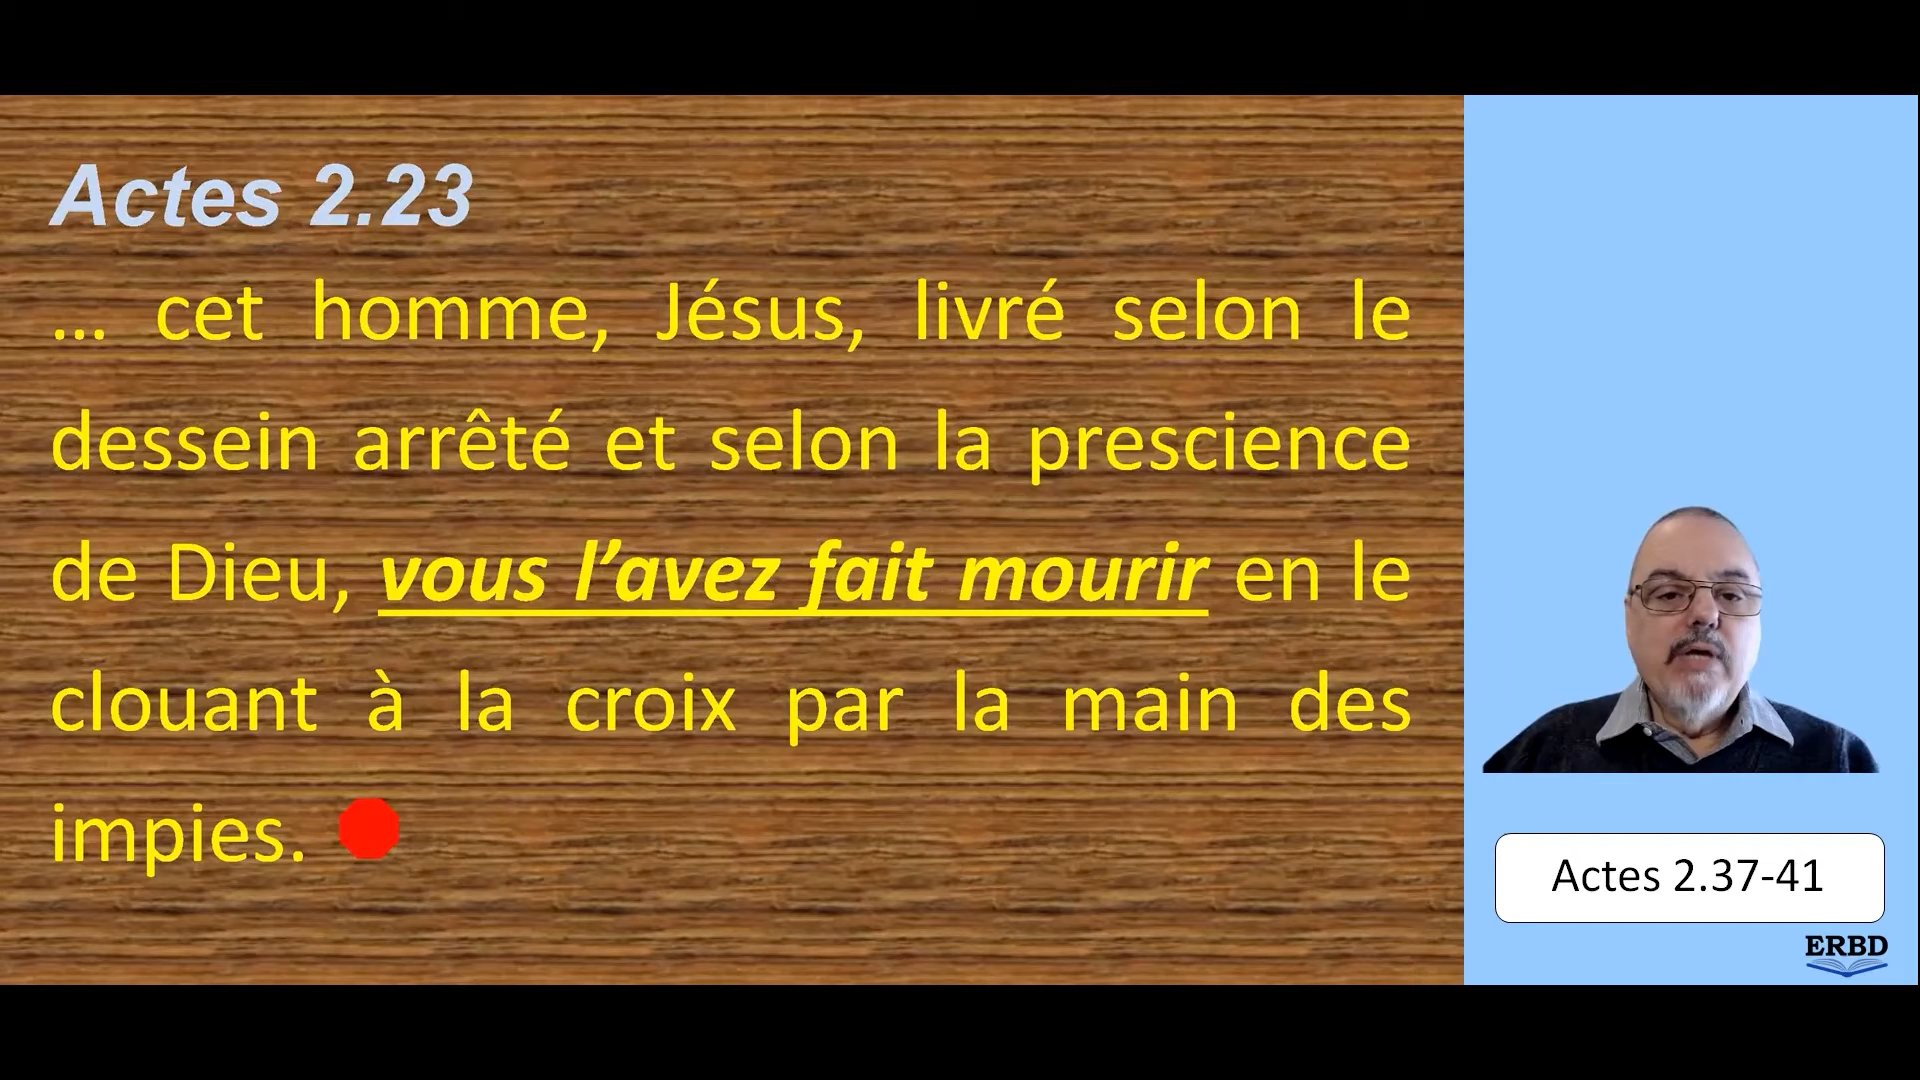 Actes 2.23
… cet homme, Jésus, livré selon le
dessein arrêté et selon la prescience
de Dieu, vous l’avez fait mourir en le
clouant à la croix par la main des
impies.
Actes 2.37-41
ERBD